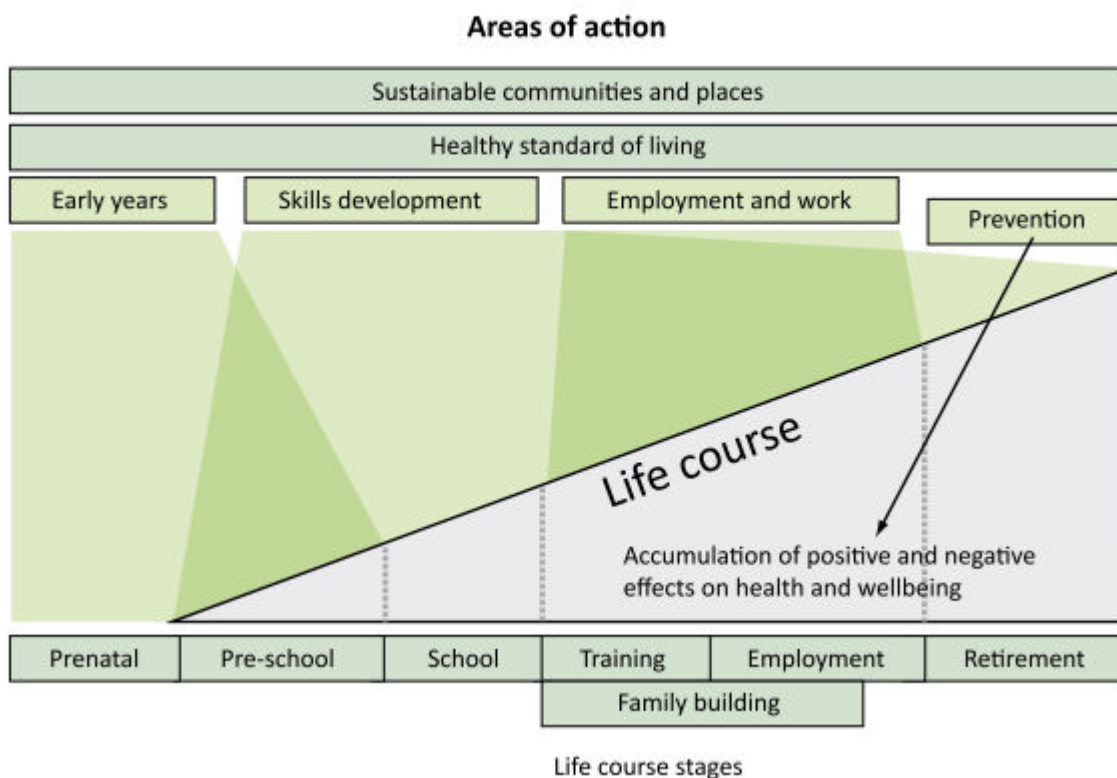 Areas of action
Sustainable communities and places
Healthy standard of living
Early years
Skills development
Employment and work
Prevention
Life course
Accumulation of positive and negative
effects on health and wellbeing
Prenatal
Pre-school
School
Training
Employment
Retirement
Family building
Life course stages